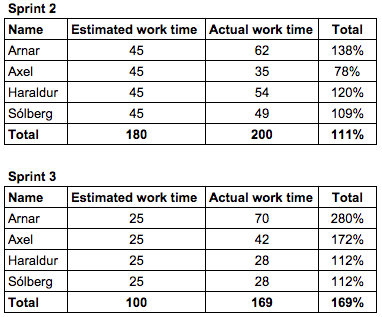 Sprint 2
Name Estimated work time Actual work time Total
Arnar 45 62 138%
Axel 45 35 78%
Haraldur 45 54 120%
Sólberg 45 49 109%
Total 180 200 111%
Sprint 3
Name Estimated work time Actual work time Total
Arnar 25 70 280%
Axel 25 42 172%
Haraldur 25 28 112%
Sólberg 25 28 112%
Total 100 169 169%